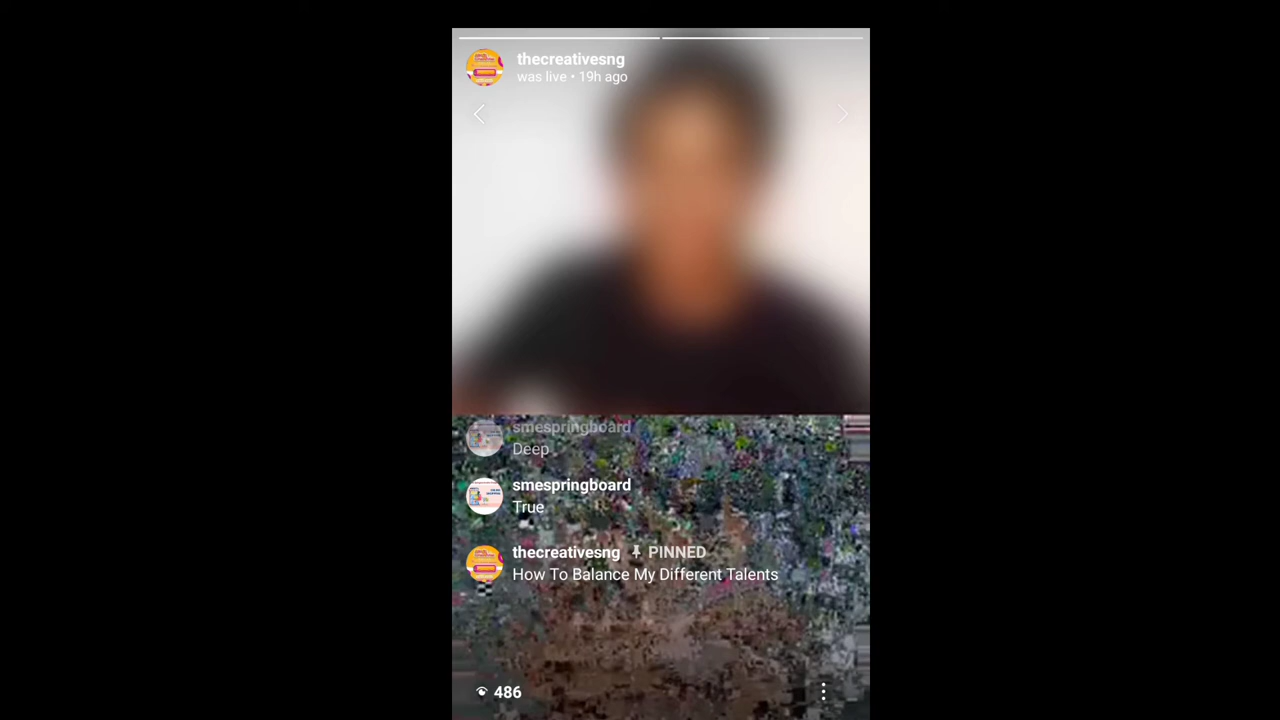 thecreativesng
was live • 19h ago
smespringboard
Deep
smespringboard
True
thecreativesng PINNED
How To Balance My Different Talents
486